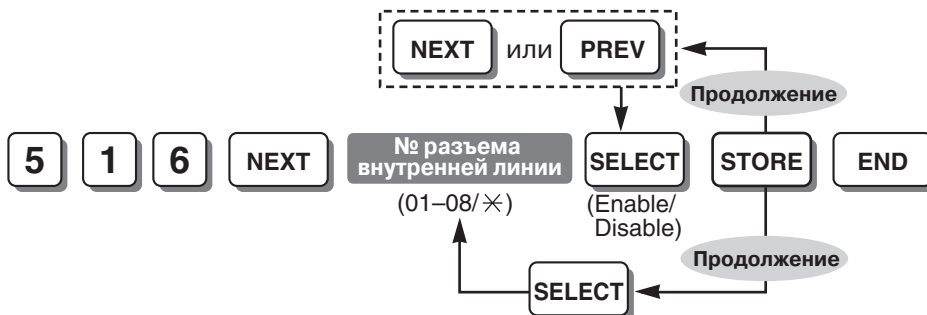 NEXT или PREV
Продолжение
5 1 6 NEXT № разъема внутренней линии SELECT STORE END
(01–08/✳) (Enable/
Disable)
Продолжение
SELECT